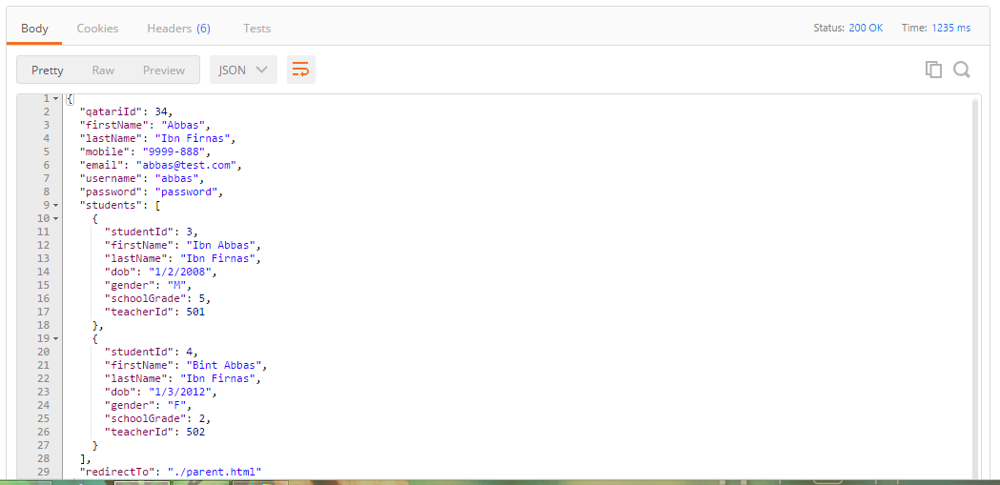 Body Cookies Headers (6) Tests Status: 200 OK Time: 1235 ms
Pretty Raw Preview JSON
1 {
2 "qatariId": 34,
3 "firstName": "Abbas",
4 "lastName": "Ibn Firnas",
5 "mobile": "9999-888",
6 "email": "abbas@test.com",
7 "username": "abbas",
8 "password": "password",
9 "students": [
10 {
11 "studentId": 3,
12 "firstName": "Ibn Abbas",
13 "lastName": "Ibn Firnas",
14 "dob": "1/2/2008",
15 "gender": "M",
16 "schoolGrade": 5,
17 "teacherId": 501
18 },
19 {
20 "studentId": 4,
21 "firstName": "Bint Abbas",
22 "lastName": "Ibn Firnas",
23 "dob": "1/3/2012",
24 "gender": "F",
25 "schoolGrade": 2,
26 "teacherId": 502
27 }
28 ],
29 "redirectTo": "./parent.html"